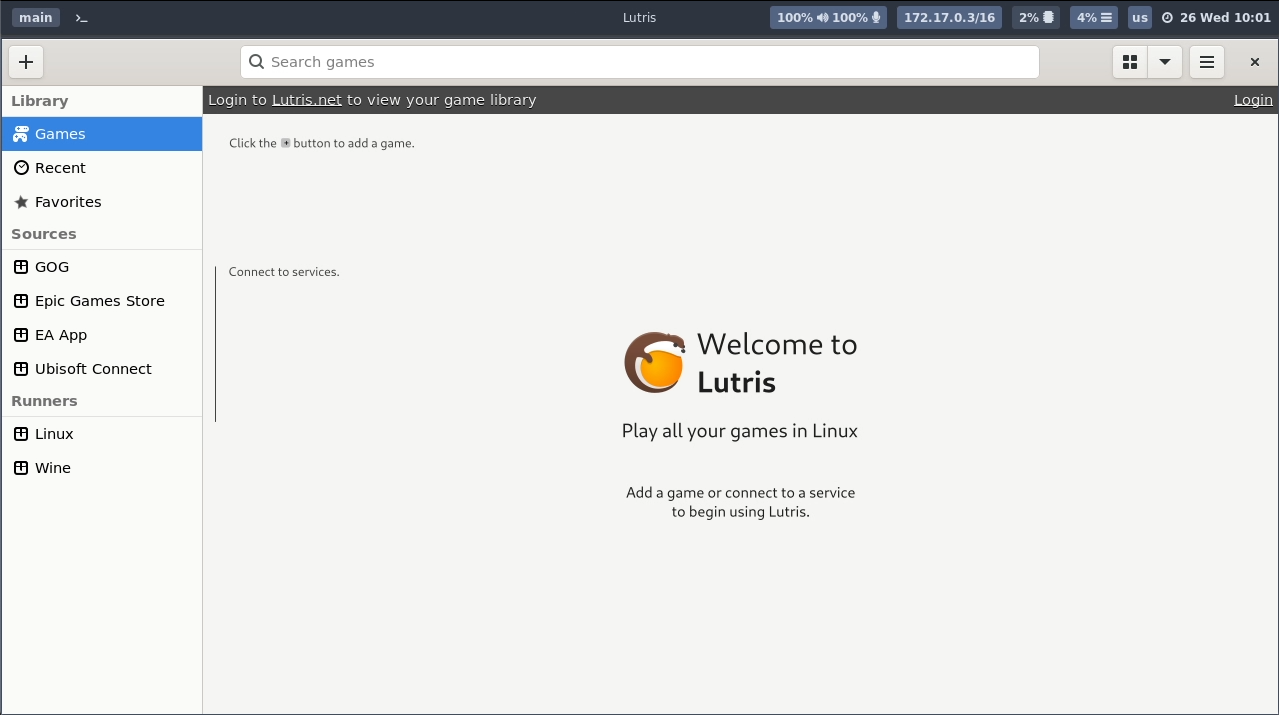 main
Lutris
100% 100%
172.17.0.3/16
2%
4%
us
26 Wed 10:01
Search games
Library
Login to Lutris.net to view your game library
Login
Games
Click the + button to add a game.
Recent
Favorites
Sources
GOG
Connect to services.
Epic Games Store
EA App
Ubisoft Connect
Runners
Linux
Wine
Welcome to
Lutris
Play all your games in Linux
Add a game or connect to a service
to begin using Lutris.